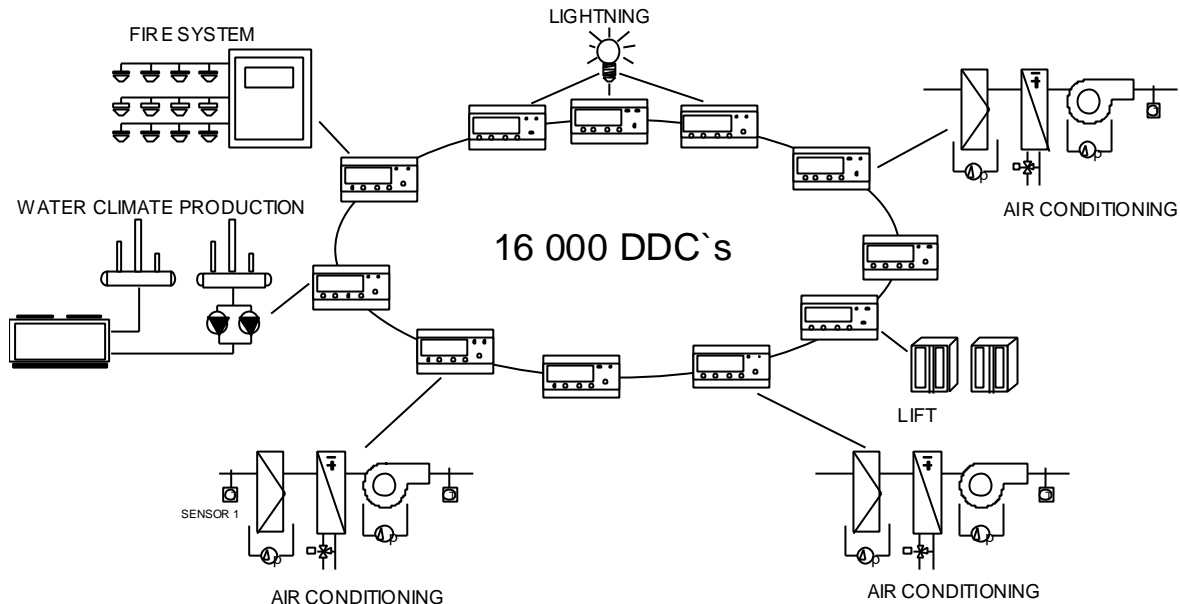 LIGHTNING
FIRE SYSTEM
p
p
AIR CONDITIONING
WATER CLIMATE PRODUCTION
16 000 DDC`s
LIFT
SENSOR 1
p
p
AIR CONDITIONING
p
p
AIR CONDITIONING